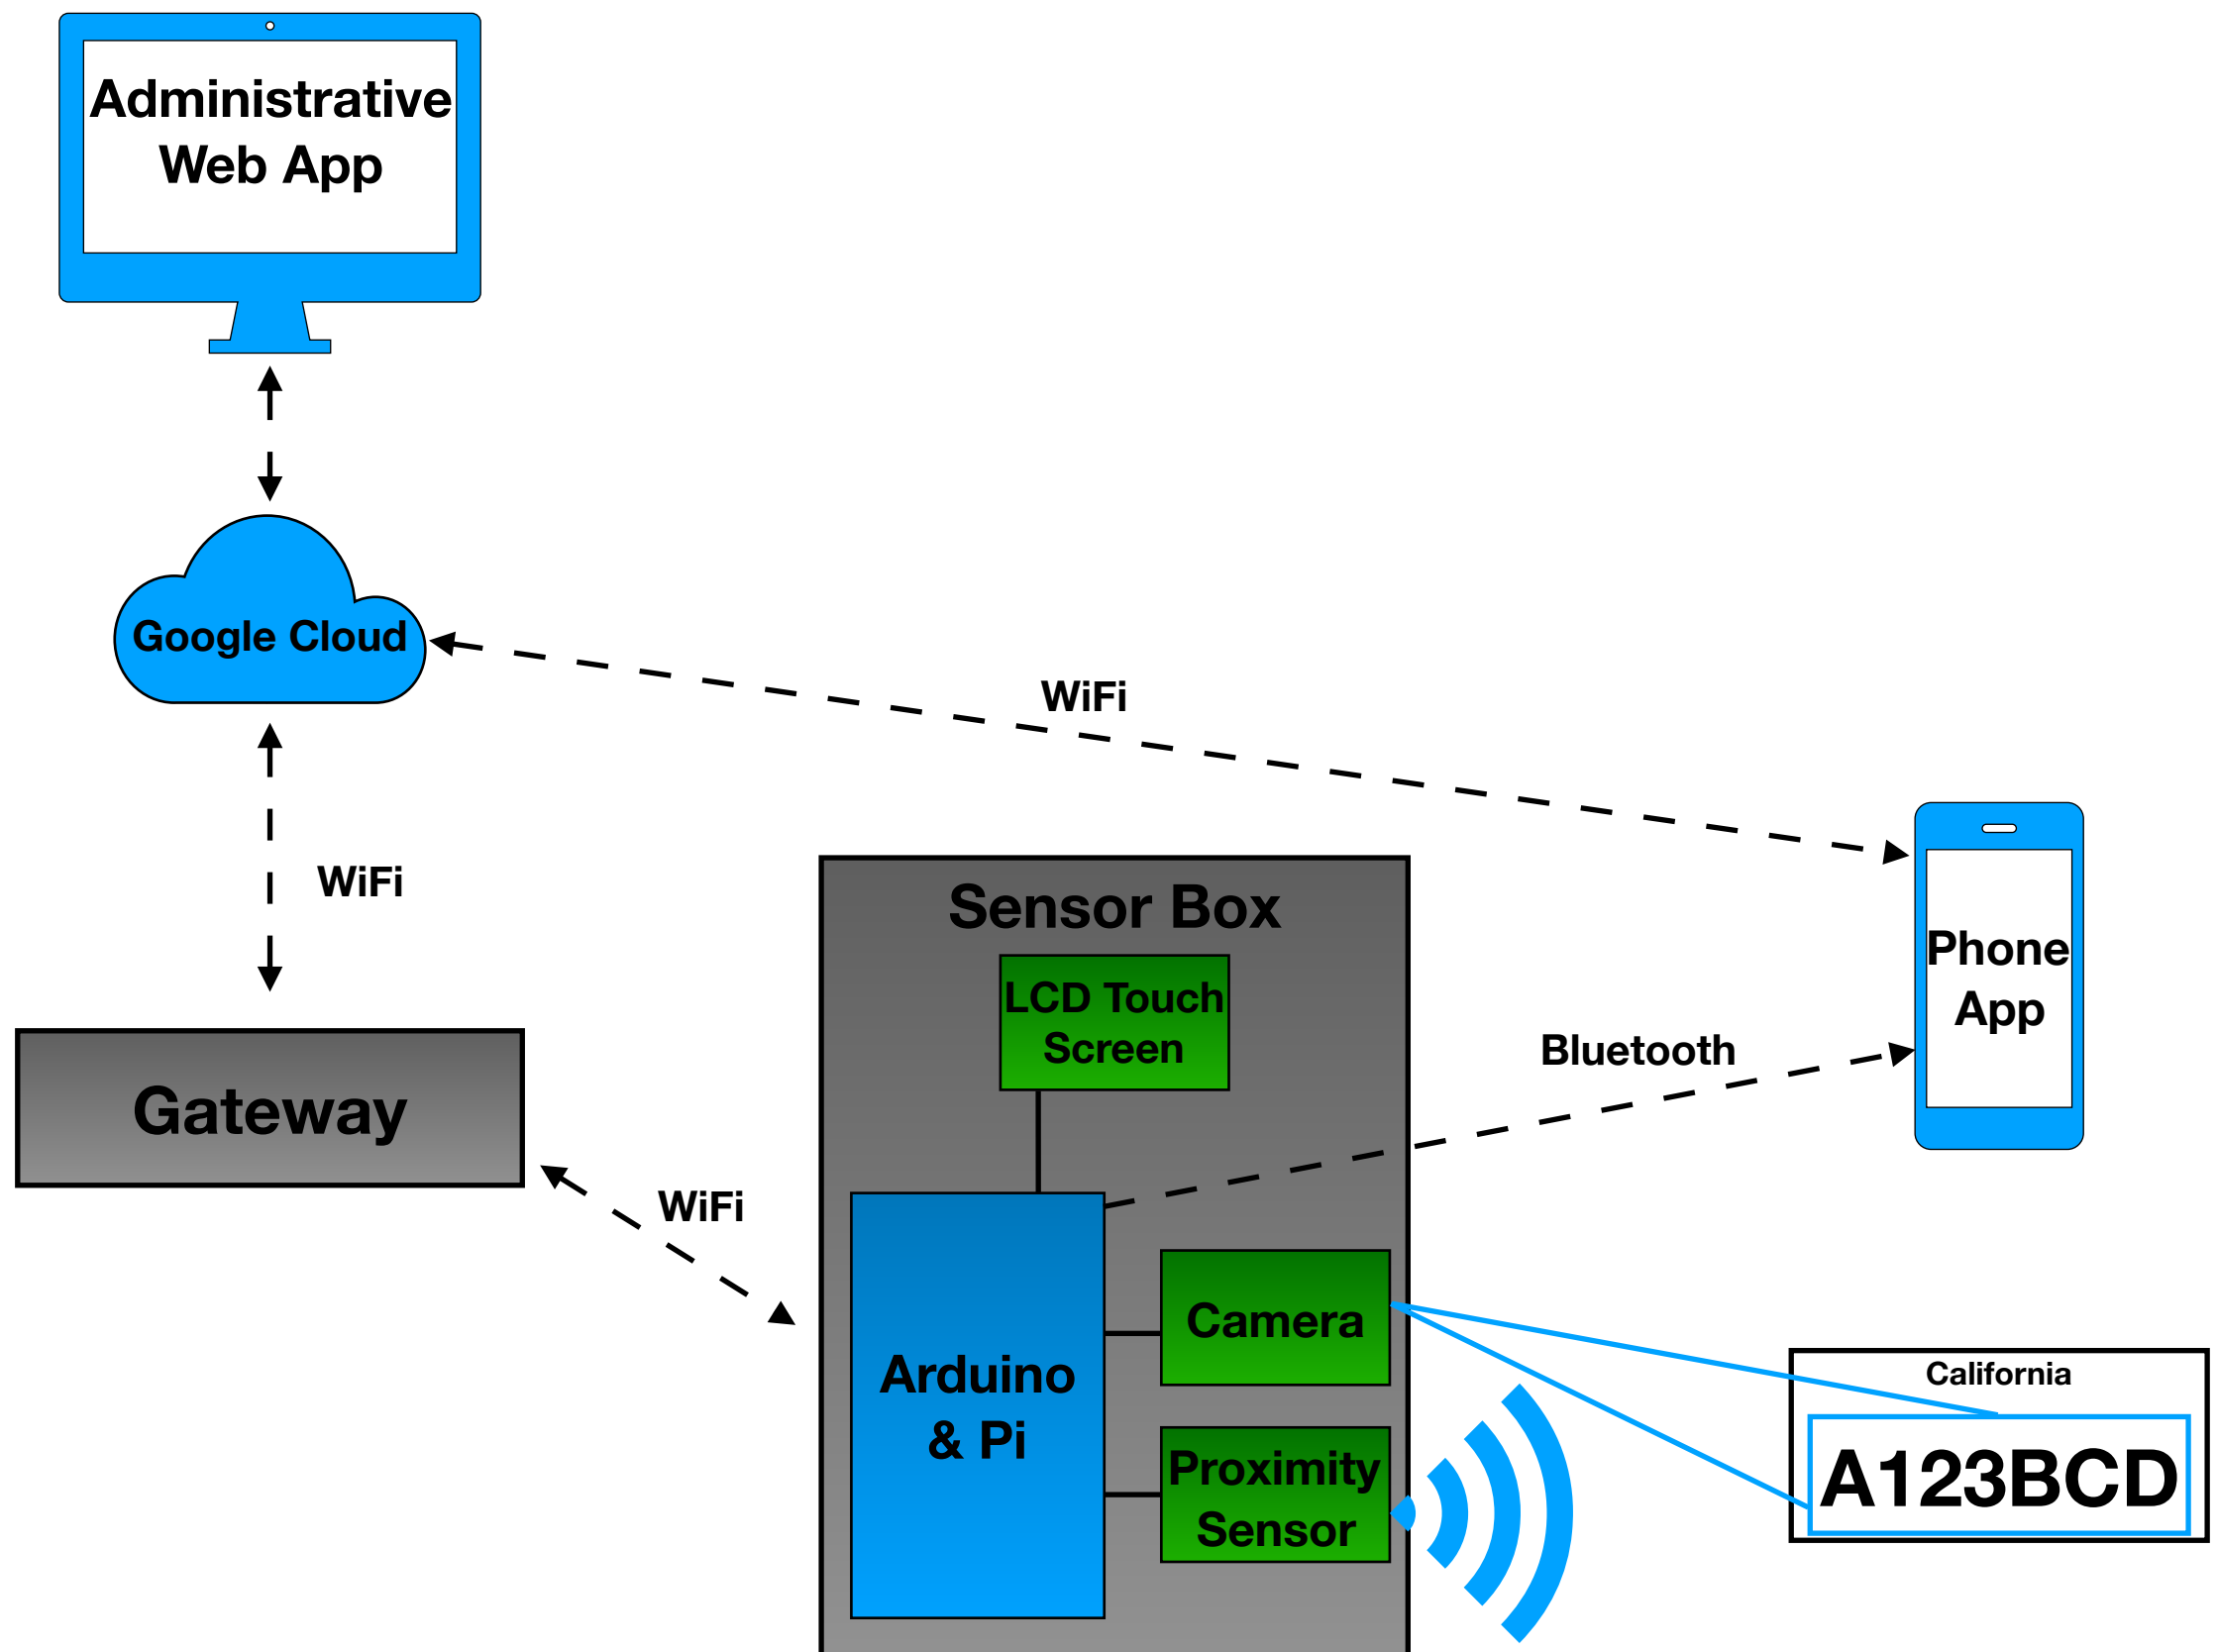 Administrative
Web App
Google Cloud
WiFi
WiFi
Sensor Box
LCD Touch
Screen
Phone
App
Bluetooth
Gateway
WiFi
Camera
Arduino
& Pi
Proximity
Sensor
California
A123BCD